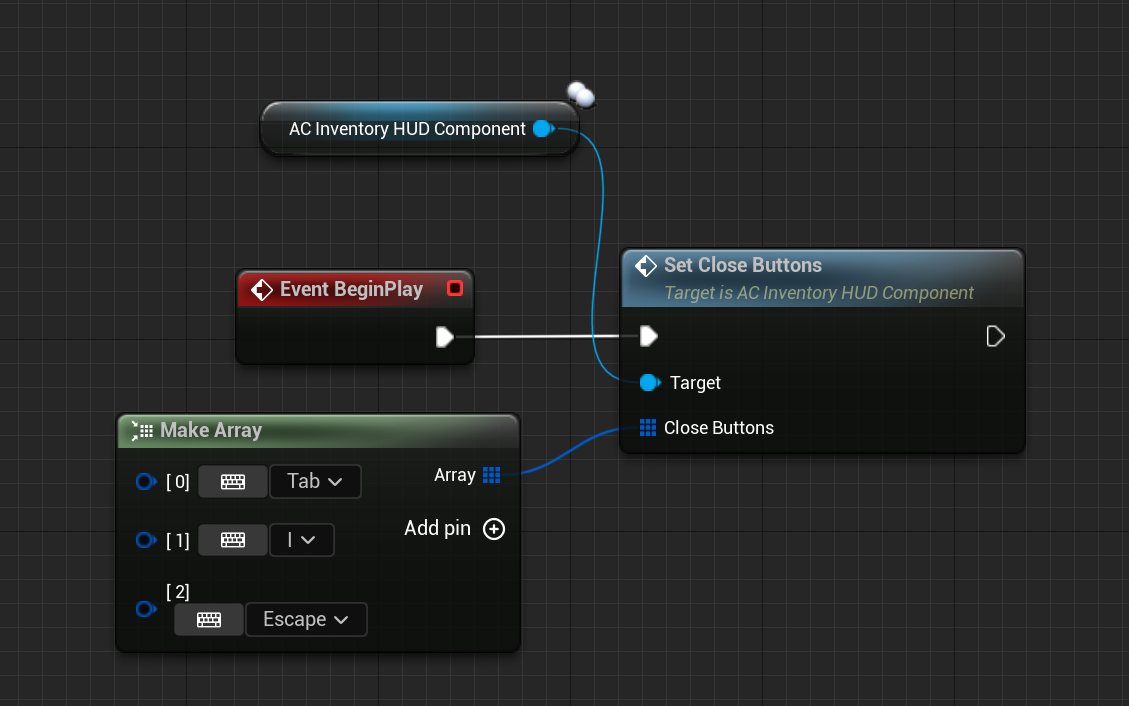 AC Inventory HUD Component
Event BeginPlay
Set Close Buttons
Target is AC Inventory HUD Component
Target
Close Buttons
Make Array
[ 0] Tab
Array
[ 1] I
Add pin
[ 2]
Escape